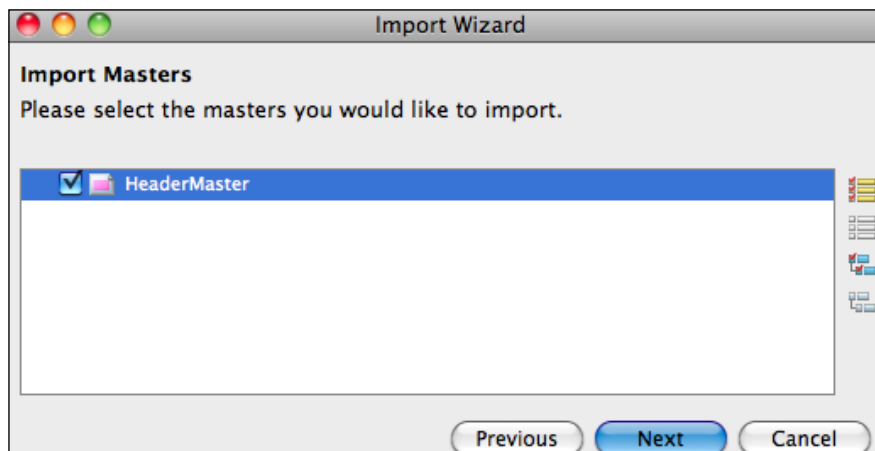 Import Wizard
Import Masters
Please select the masters you would like to import.
HeaderMaster
Previous Next Cancel